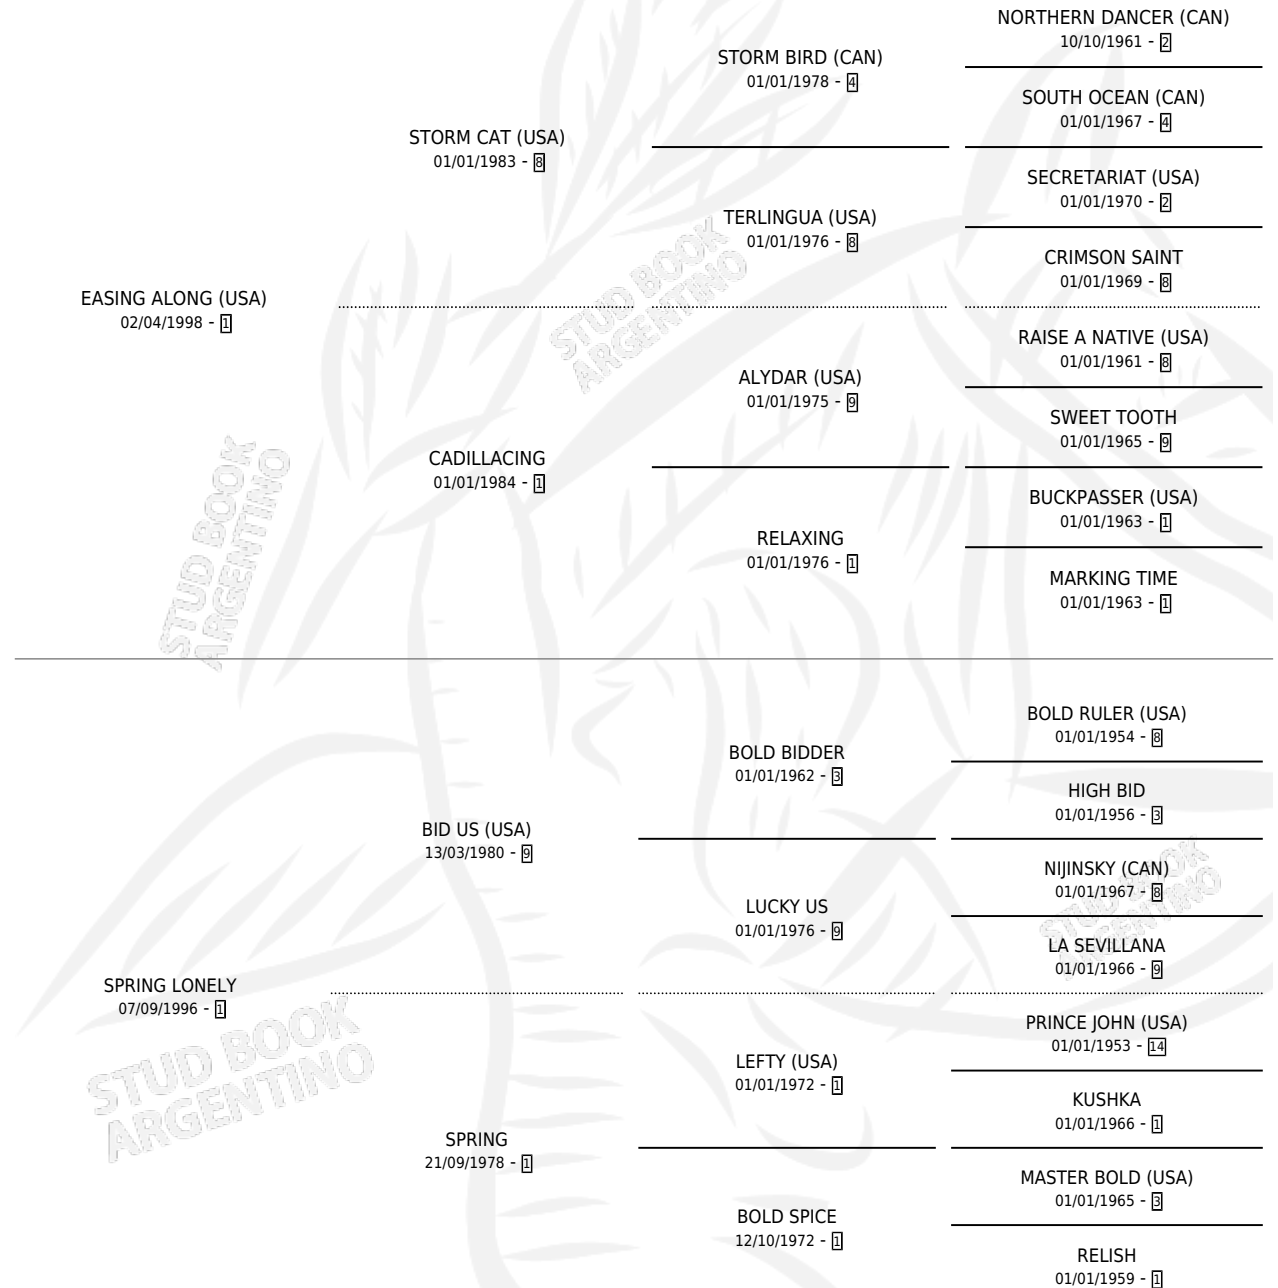 NORTHERN DANCER (CAN)
10/10/1961 - 2
STORM BIRD (CAN)
01/01/1978 - 4
SOUTH OCEAN (CAN)
01/01/1967 - 4
STORM CAT (USA)
01/01/1983 - 8
SECRETARIAT (USA)
01/01/1970 - 2
TERLINGUA (USA)
01/01/1976 - 8
CRIMSON SAINT
01/01/1969 - 8
EASING ALONG (USA)
02/04/1998 - 1
STUD BOOK
ARGENTINO
RAISE A NATIVE (USA)
01/01/1961 - 8
ALYDAR (USA)
01/01/1975 - 9
SWEET TOOTH
01/01/1965 - 9
CADILLACING
01/01/1984 - 1
BUCKPASSER (USA)
01/01/1963 - 1
RELAXING
01/01/1976 - 1
MARKING TIME
01/01/1963 - 1
STUD BOOK
ARGENTINO
BOLD RULER (USA)
01/01/1954 - 8
BOLD BIDDER
01/01/1962 - 3
HIGH BID
01/01/1956 - 3
BID US (USA)
13/03/1980 - 9
NIJINSKY (CAN)
01/01/1967 - 8
LUCKY US
01/01/1976 - 9
STUD BOOK
ARGENTINO
LA SEVILLANA
01/01/1966 - 9
SPRING LONELY
07/09/1996 - 1
STUD BOOK
ARGENTINO
PRINCE JOHN (USA)
01/01/1953 - 14
LEFTY (USA)
01/01/1972 - 1
KUSHKA
01/01/1966 - 1
SPRING
21/09/1978 - 1
MASTER BOLD (USA)
01/01/1965 - 3
BOLD SPICE
12/10/1972 - 1
RELISH
01/01/1959 - 1